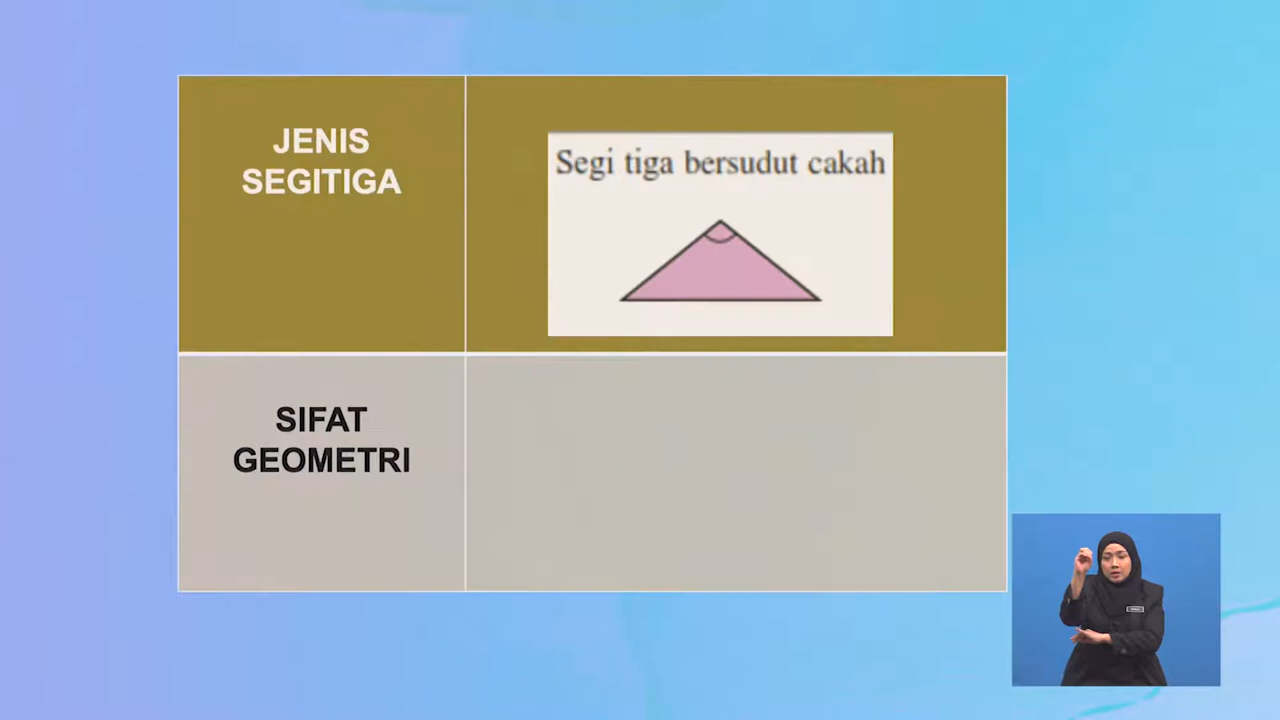 JENIS
SEGITIGA
Segi tiga bersudut cakah
SIFAT
GEOMETRI